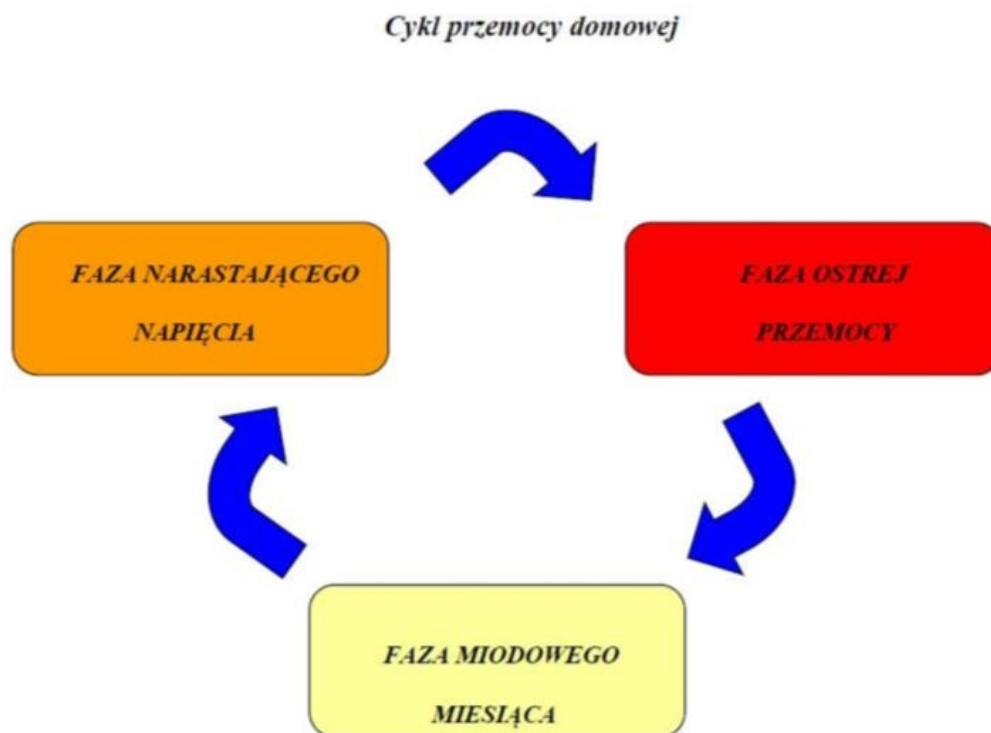 Cykl przemocy domowej
FAZA NARASTAJĄCEGO
NAPIĘCIA
FAZA OSTREJ
PRZEMOCY
FAZA MIODOWEGO
MIESIĄCA